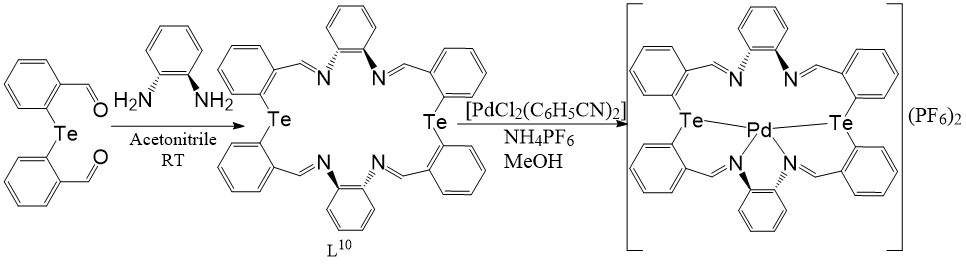 O
Te
O
H2N
NH2
Acetonitrile
RT
N N
Te Te
N N
L10
[PdCl2(C6H5CN)2]
NH4PF6
MeOH
N N
Te Pd Te
N N
(PF6)2